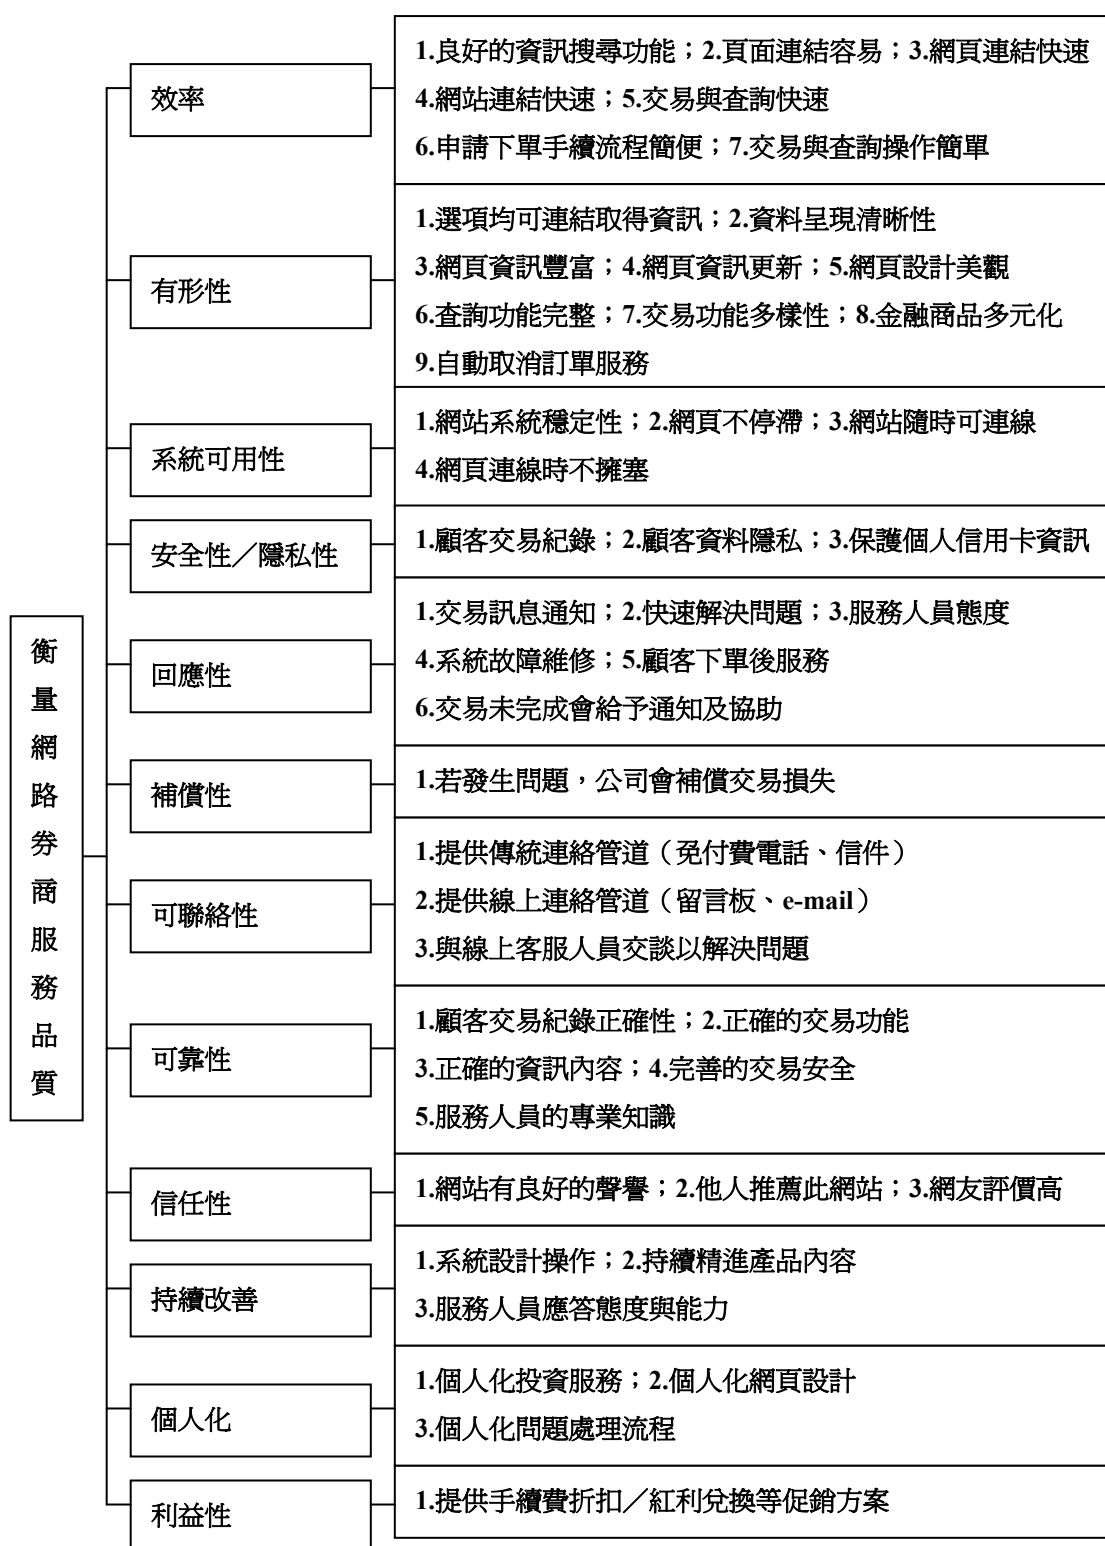 衡量網路券商服務品質
效率
1.良好的資訊搜尋功能；2.頁面連結容易；3.網頁連結快速
4.網站連結快速；5.交易與查詢快速
6.申請下單手續流程簡便；7.交易與查詢操作簡單
有形性
1.選項均可連結取得資訊；2.資料呈現清晰性
3.網頁資訊豐富；4.網頁資訊更新；5.網頁設計美觀
6.查詢功能完整；7.交易功能多樣性；8.金融商品多元化
9.自動取消訂單服務
系統可用性
1.網站系統穩定性；2.網頁不停滯；3.網站隨時可連線
4.網頁連線時不擁塞
安全性／隱私性
1.顧客交易紀錄；2.顧客資料隱私；3.保護個人信用卡資訊
回應性
1.交易訊息通知；2.快速解決問題；3.服務人員態度
4.系統故障維修；5.顧客下單後服務
6.交易未完成會給予通知及協助
補償性
1.若發生問題，公司會補償交易損失
可聯絡性
1.提供傳統連絡管道（免付費電話、信件）
2.提供線上連絡管道（留言板、e-mail）
3.與線上客服人員交談以解決問題
可靠性
1.顧客交易紀錄正確性；2.正確的交易功能
3.正確的資訊內容；4.完善的交易安全
5.服務人員的專業知識
信任性
1.網站有良好的聲譽；2.他人推薦此網站；3.網友評價高
持續改善
1.系統設計操作；2.持續精進產品內容
3.服務人員應答態度與能力
個人化
1.個人化投資服務；2.個人化網頁設計
3.個人化問題處理流程
利益性
1.提供手續費折扣／紅利兌換等促銷方案